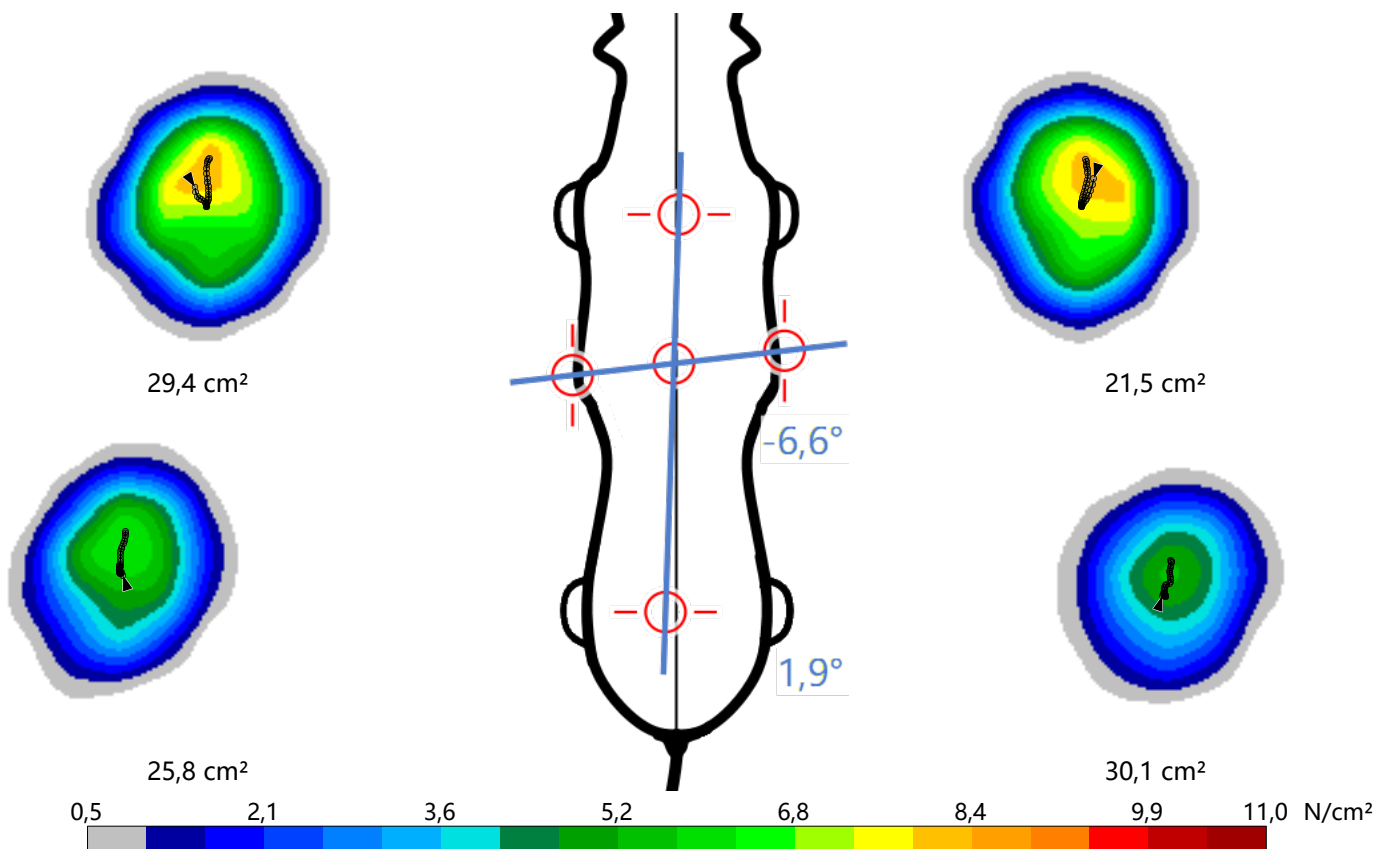 29,4 cm²
21,5 cm²
-6,6°
1,9°
25,8 cm²
30,1 cm²
0,5 2,1 3,6 5,2 6,8 8,4 9,9 11,0 N/cm²